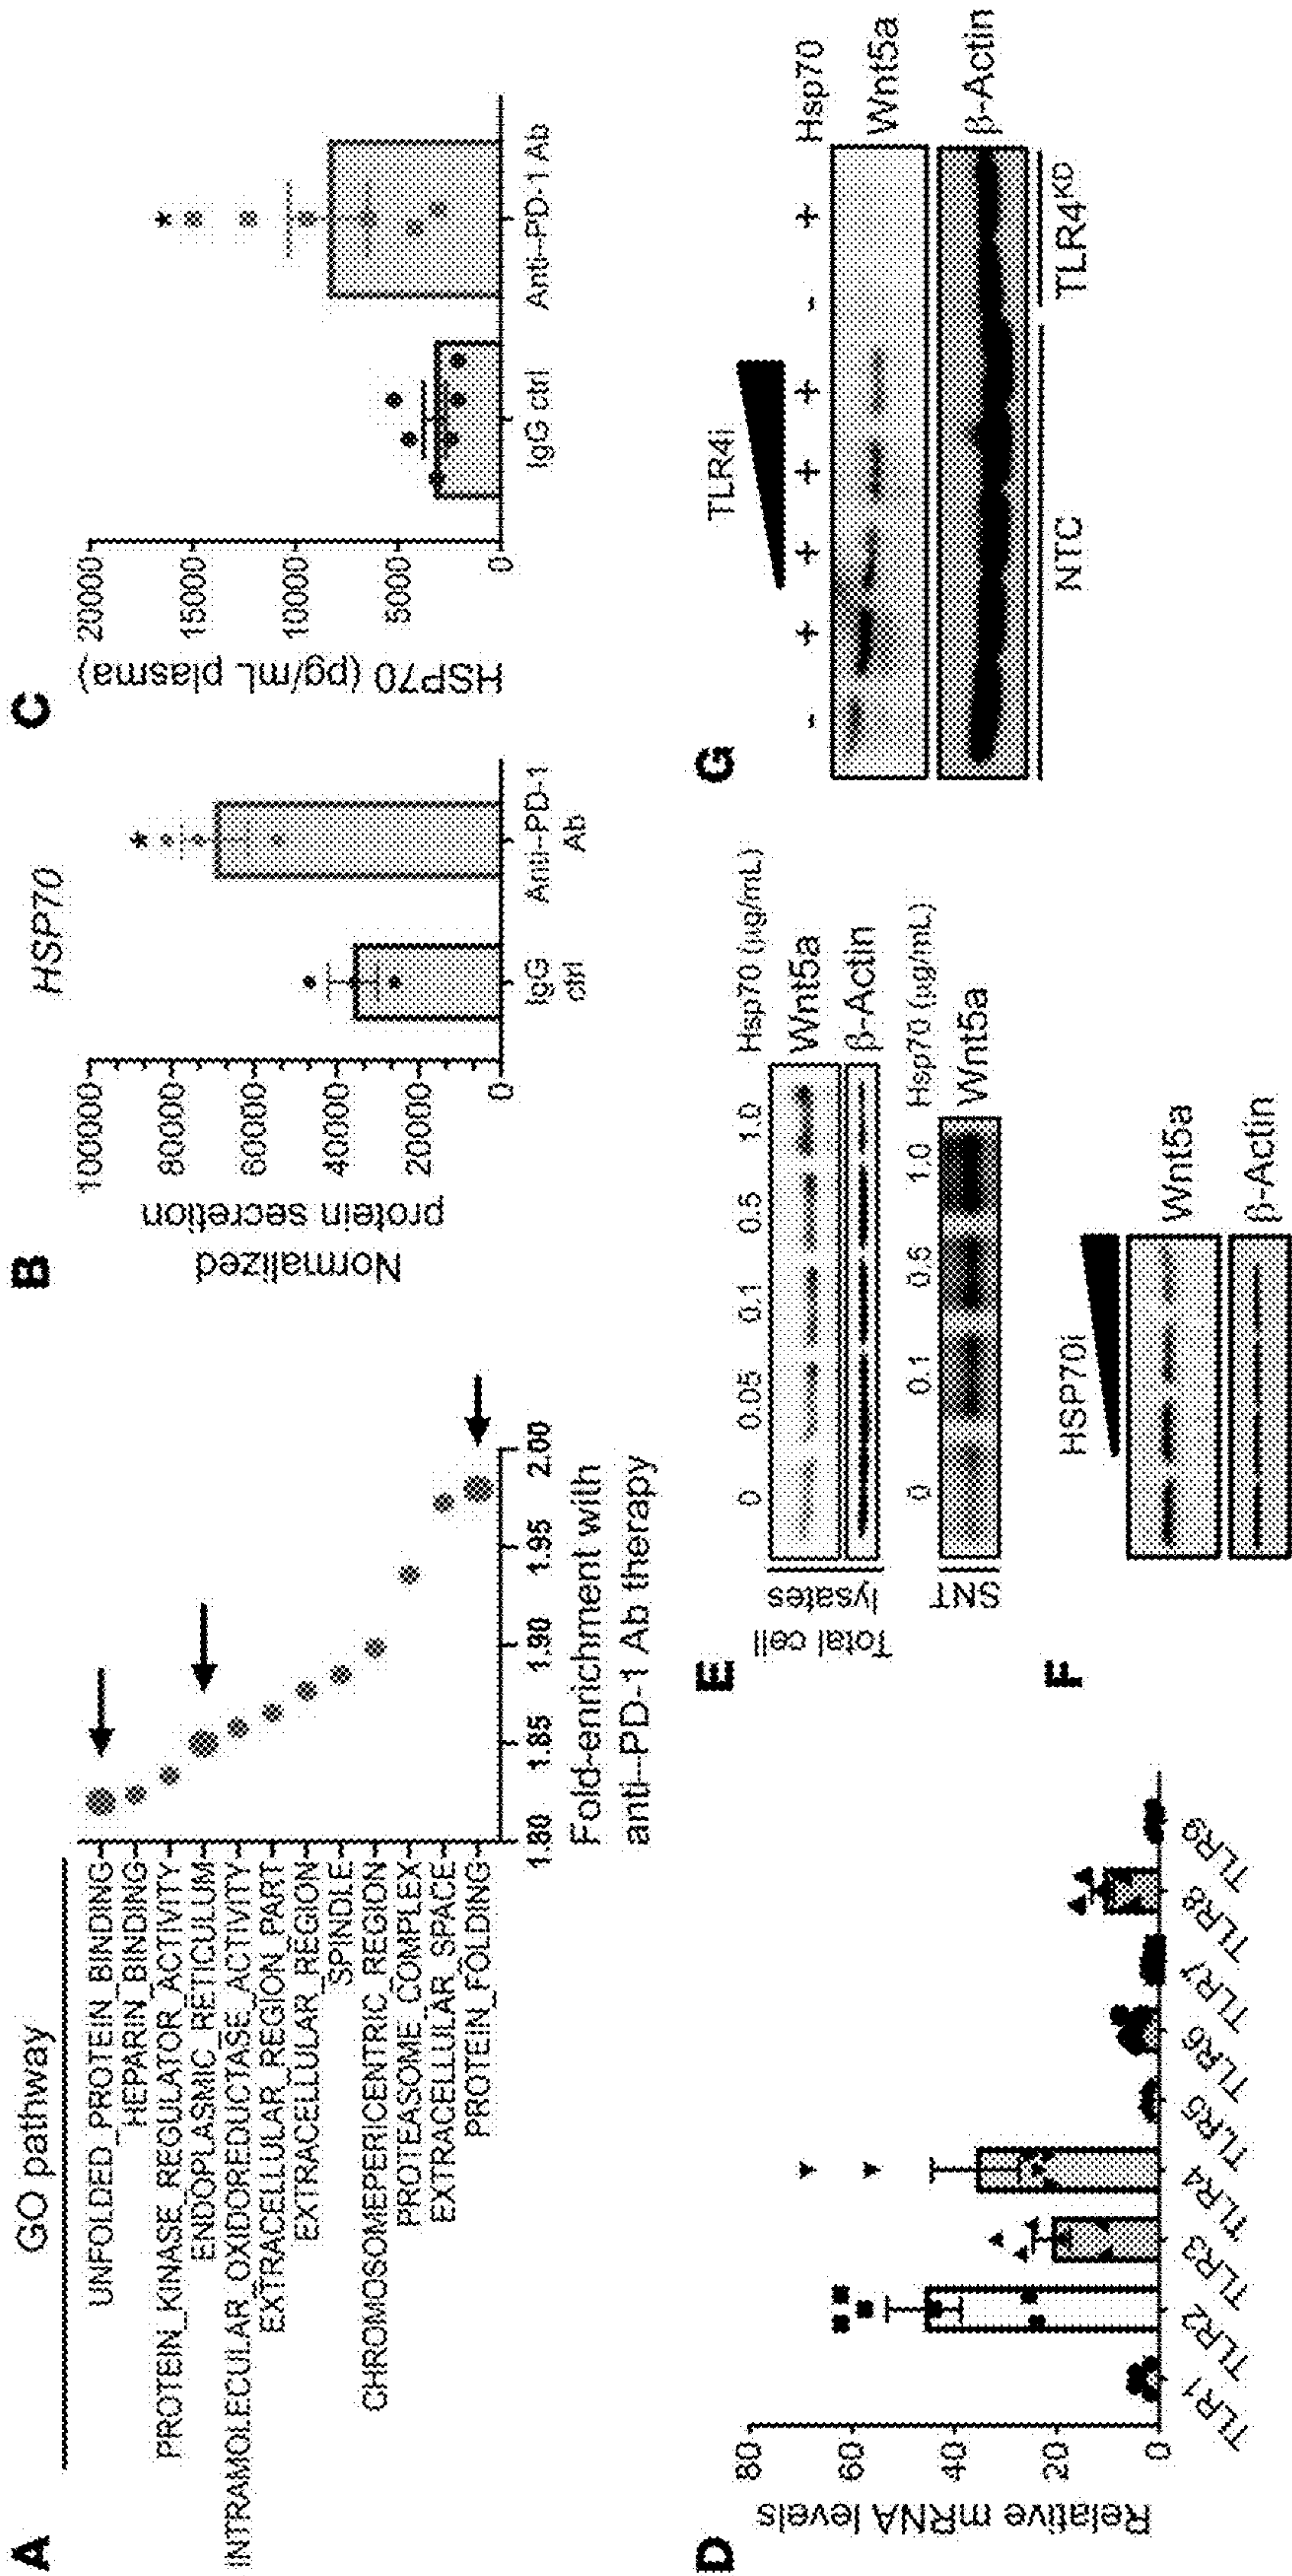 A
GO pathway
UNFOLDED_PROTEIN_BINDING
HEPARIN_BINDING
PROTEIN_KINASE_REGULATOR_ACTIVITY
ENDOPLASMIC_RETICULUM
INTRAMOLECULAR_OXIDOREDUCTASE_ACTIVITY
EXTRACELLULAR_REGION_PART
EXTRACELLULAR_REGION
SPINDLE
CHROMOSOMEPERICENTRIC_REGION
PROTEASOME_COMPLEX
EXTRACELLULAR_SPACE
PROTEIN_FOLDING
1.80 1.85 1.90 1.95 2.00
Fold-enrichment with
anti–PD-1 Ab therapy
B
HSP70
Normalized
protein secretion
100000
80000
60000
40000
20000
0
*
IgG
ctrl
Anti–PD-1
Ab
C
HSP70 (pg/mL plasma)
20000
15000
10000
5000
0
*
IgG ctrl
Anti–PD-1 Ab
D
Relative mRNA levels
80
60
40
20
0
TLR1 TLR2 TLR3 TLR4 TLR5 TLR6 TLR7 TLR8 TLR9
E
Total cell
lysates
0 0.05 0.1 0.5 1.0 Hsp70 (µg/mL)
Wnt5a
β-Actin
0 0.1 0.5 1.0 Hsp70 (µg/mL)
SNT
Wnt5a
F
HSP70i
Wnt5a
β-Actin
G
TLR4i
- + + + + - + Hsp70
Wnt5a
β-Actin
NTC
TLR4KD